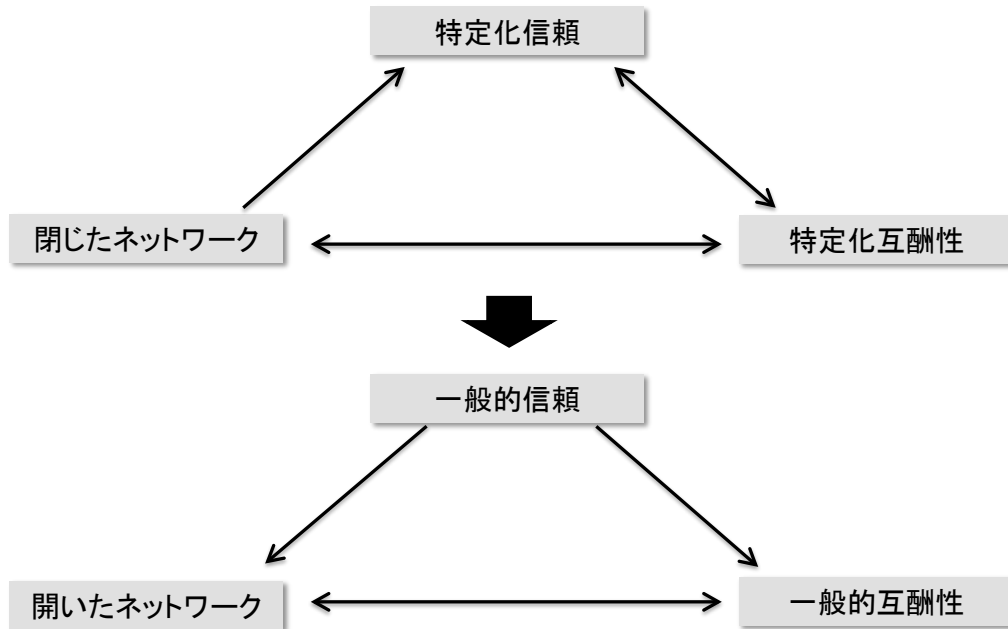 特定化信頼
閉じたネットワーク
特定化互酬性
一般的信頼
開いたネットワーク
一般的互酬性